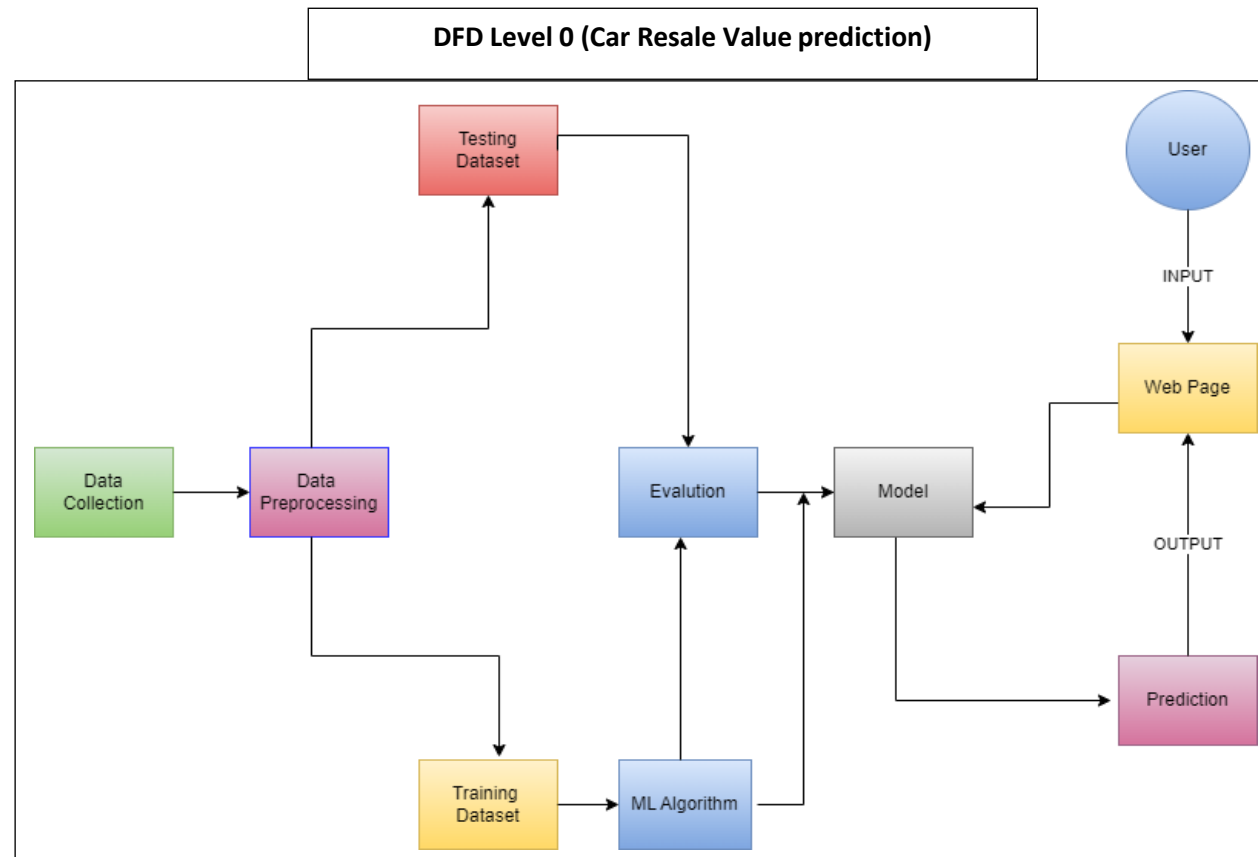 DFD Level 0 (Car Resale Value prediction)
Testing
Dataset
User
INPUT
Web Page
Data
Collection
Data
Preprocessing
Evalution
Model
OUTPUT
Prediction
Training
Dataset
ML Algorithm